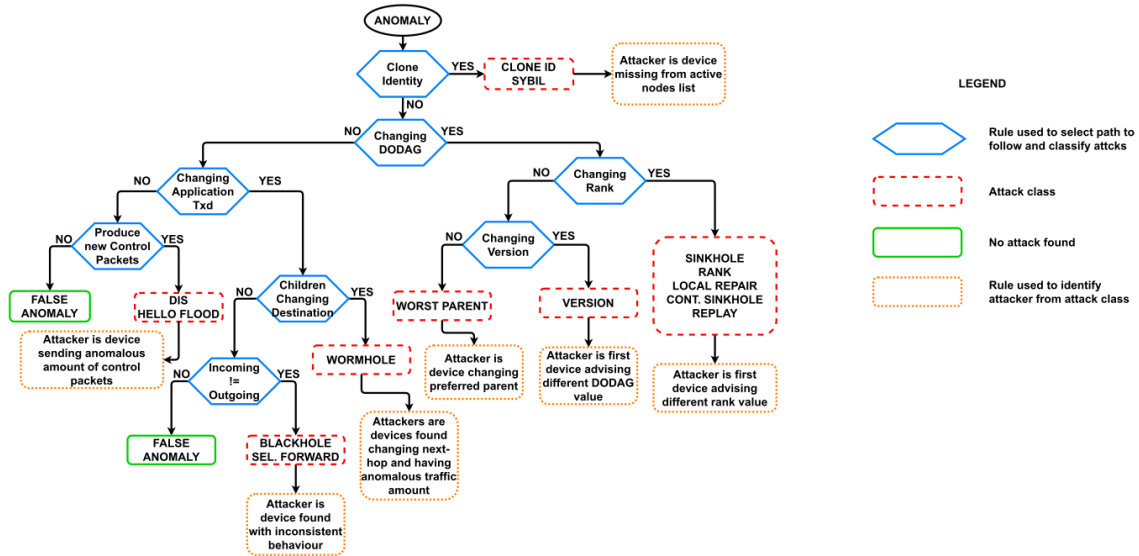 ANOMALY
Clone
Identity
YES
CLONE ID
SYBIL
Attacker is device
missing from active
nodes list
NO
Changing
DODAG
NO
YES
Changing
Application
Txd
NO
YES
Produce
new Control
Packets
NO
YES
FALSE
ANOMALY
DIS
HELLO FLOOD
Attacker is device
sending anomalous
amount of control
packets
Children
Changing
Destination
NO
YES
WORMHOLE
Attackers are
devices found
changing next-
hop and having
anomalous traffic
amount
Incoming
!=
Outgoing
NO
YES
FALSE
ANOMALY
BLACKHOLE
SEL. FORWARD
Attacker is
device found
with inconsistent
behaviour
Changing
Rank
NO
YES
Changing
Version
NO
YES
WORST PARENT
Attacker is
device changing
preferred parent
VERSION
Attacker is first
device advising
different DODAG
value
SINKHOLE
RANK
LOCAL REPAIR
CONT. SINKHOLE
REPLAY
Attacker is first
device advising
different rank value
LEGEND
Rule used to select path to
follow and classify attcks
Attack class
No attack found
Rule used to identify
attacker from attack class